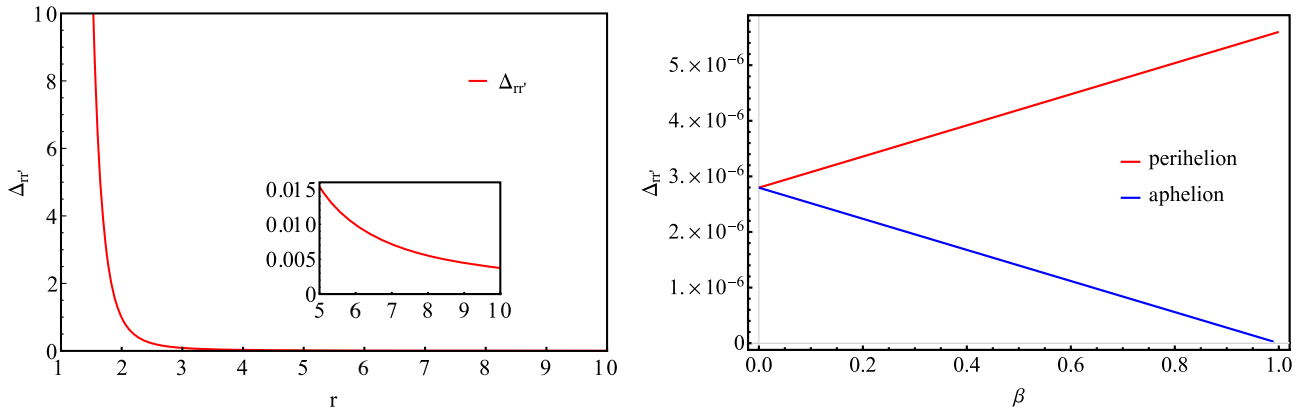 10
8
6
4
2
0
Δrr'
1 2 3 4 5 6 7 8 9 10
r
Δrr'
0.015
0.010
0.005
0
5 6 7 8 9 10
5.×10⁻⁶
4.×10⁻⁶
3.×10⁻⁶
2.×10⁻⁶
1.×10⁻⁶
0
Δrr'
0.0 0.2 0.4 0.6 0.8 1.0
β
perihelion
aphelion